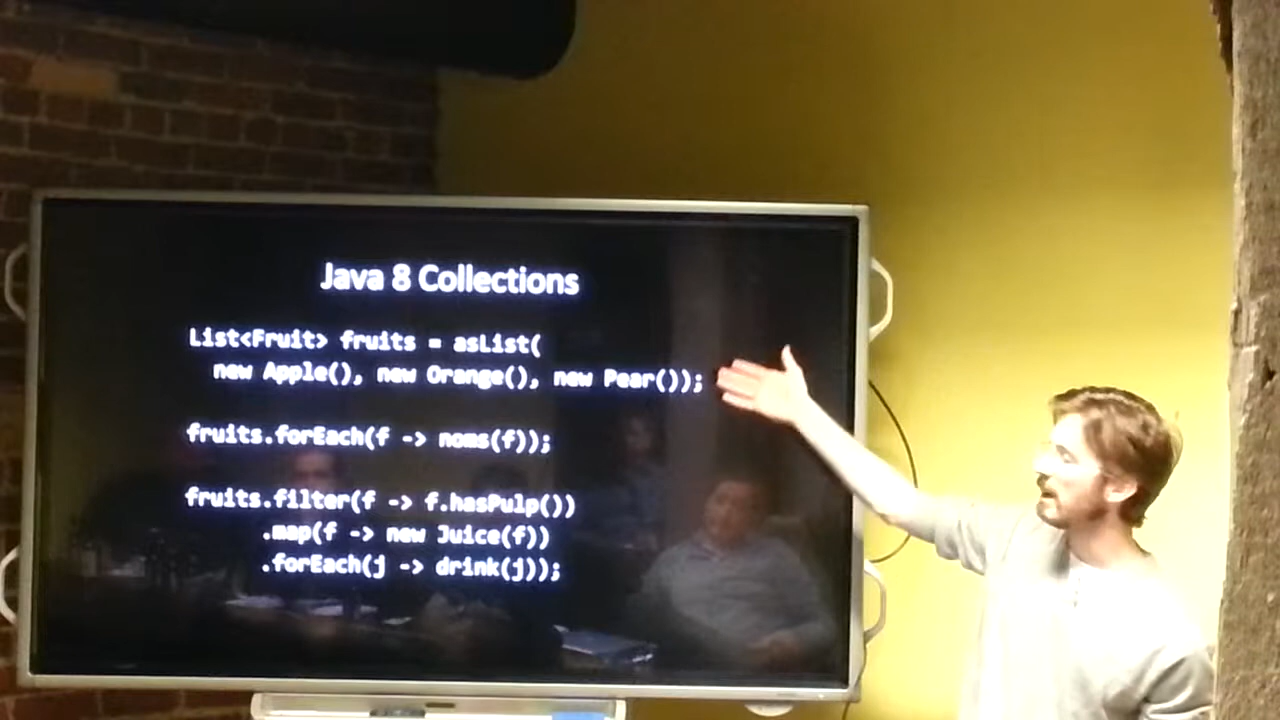 Java 8 Collections
List<Fruit> fruits = asList(
new Apple(), new Orange(), new Pear());
fruits.forEach(f -> noms(f));
fruits.filter(f -> f.hasPulp())
.map(f -> new Juice(f))
.forEach(j -> drink(j));